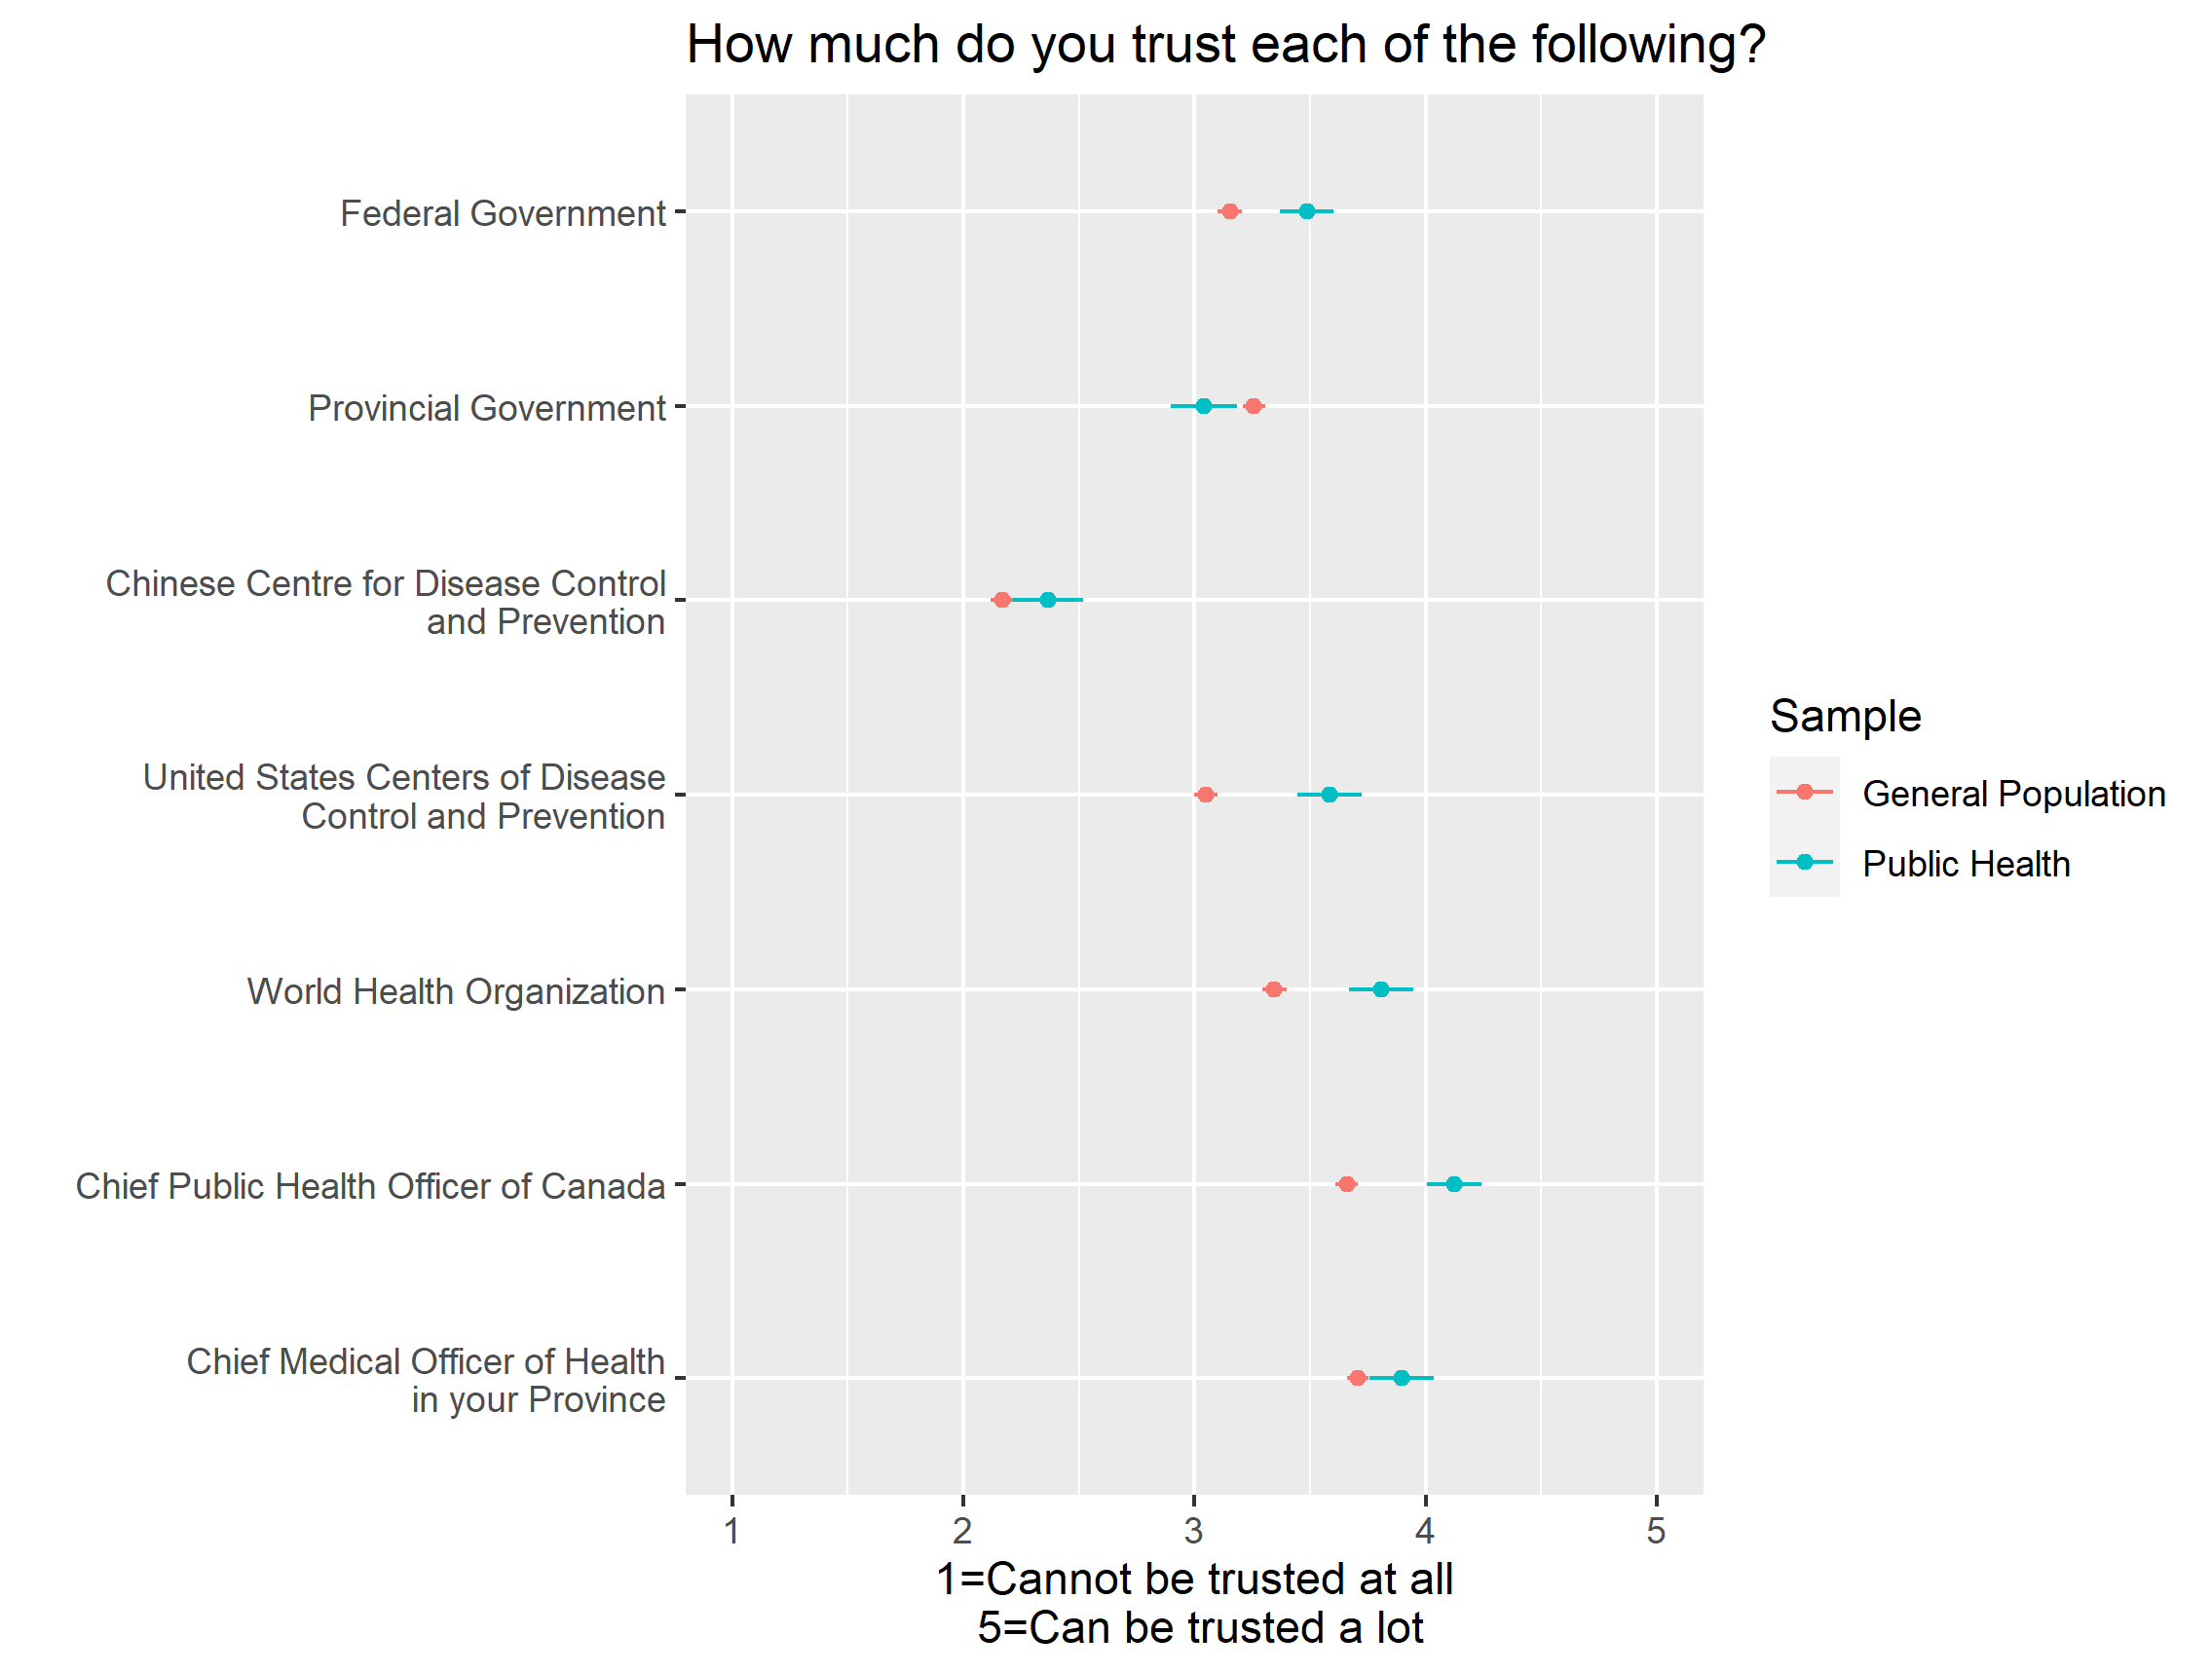 How much do you trust each of the following?
Federal Government
Provincial Government
Chinese Centre for Disease Control
and Prevention
United States Centers of Disease
Control and Prevention
World Health Organization
Chief Public Health Officer of Canada
Chief Medical Officer of Health
in your Province
1 2 3 4 5
1=Cannot be trusted at all
5=Can be trusted a lot
Sample
General Population
Public Health